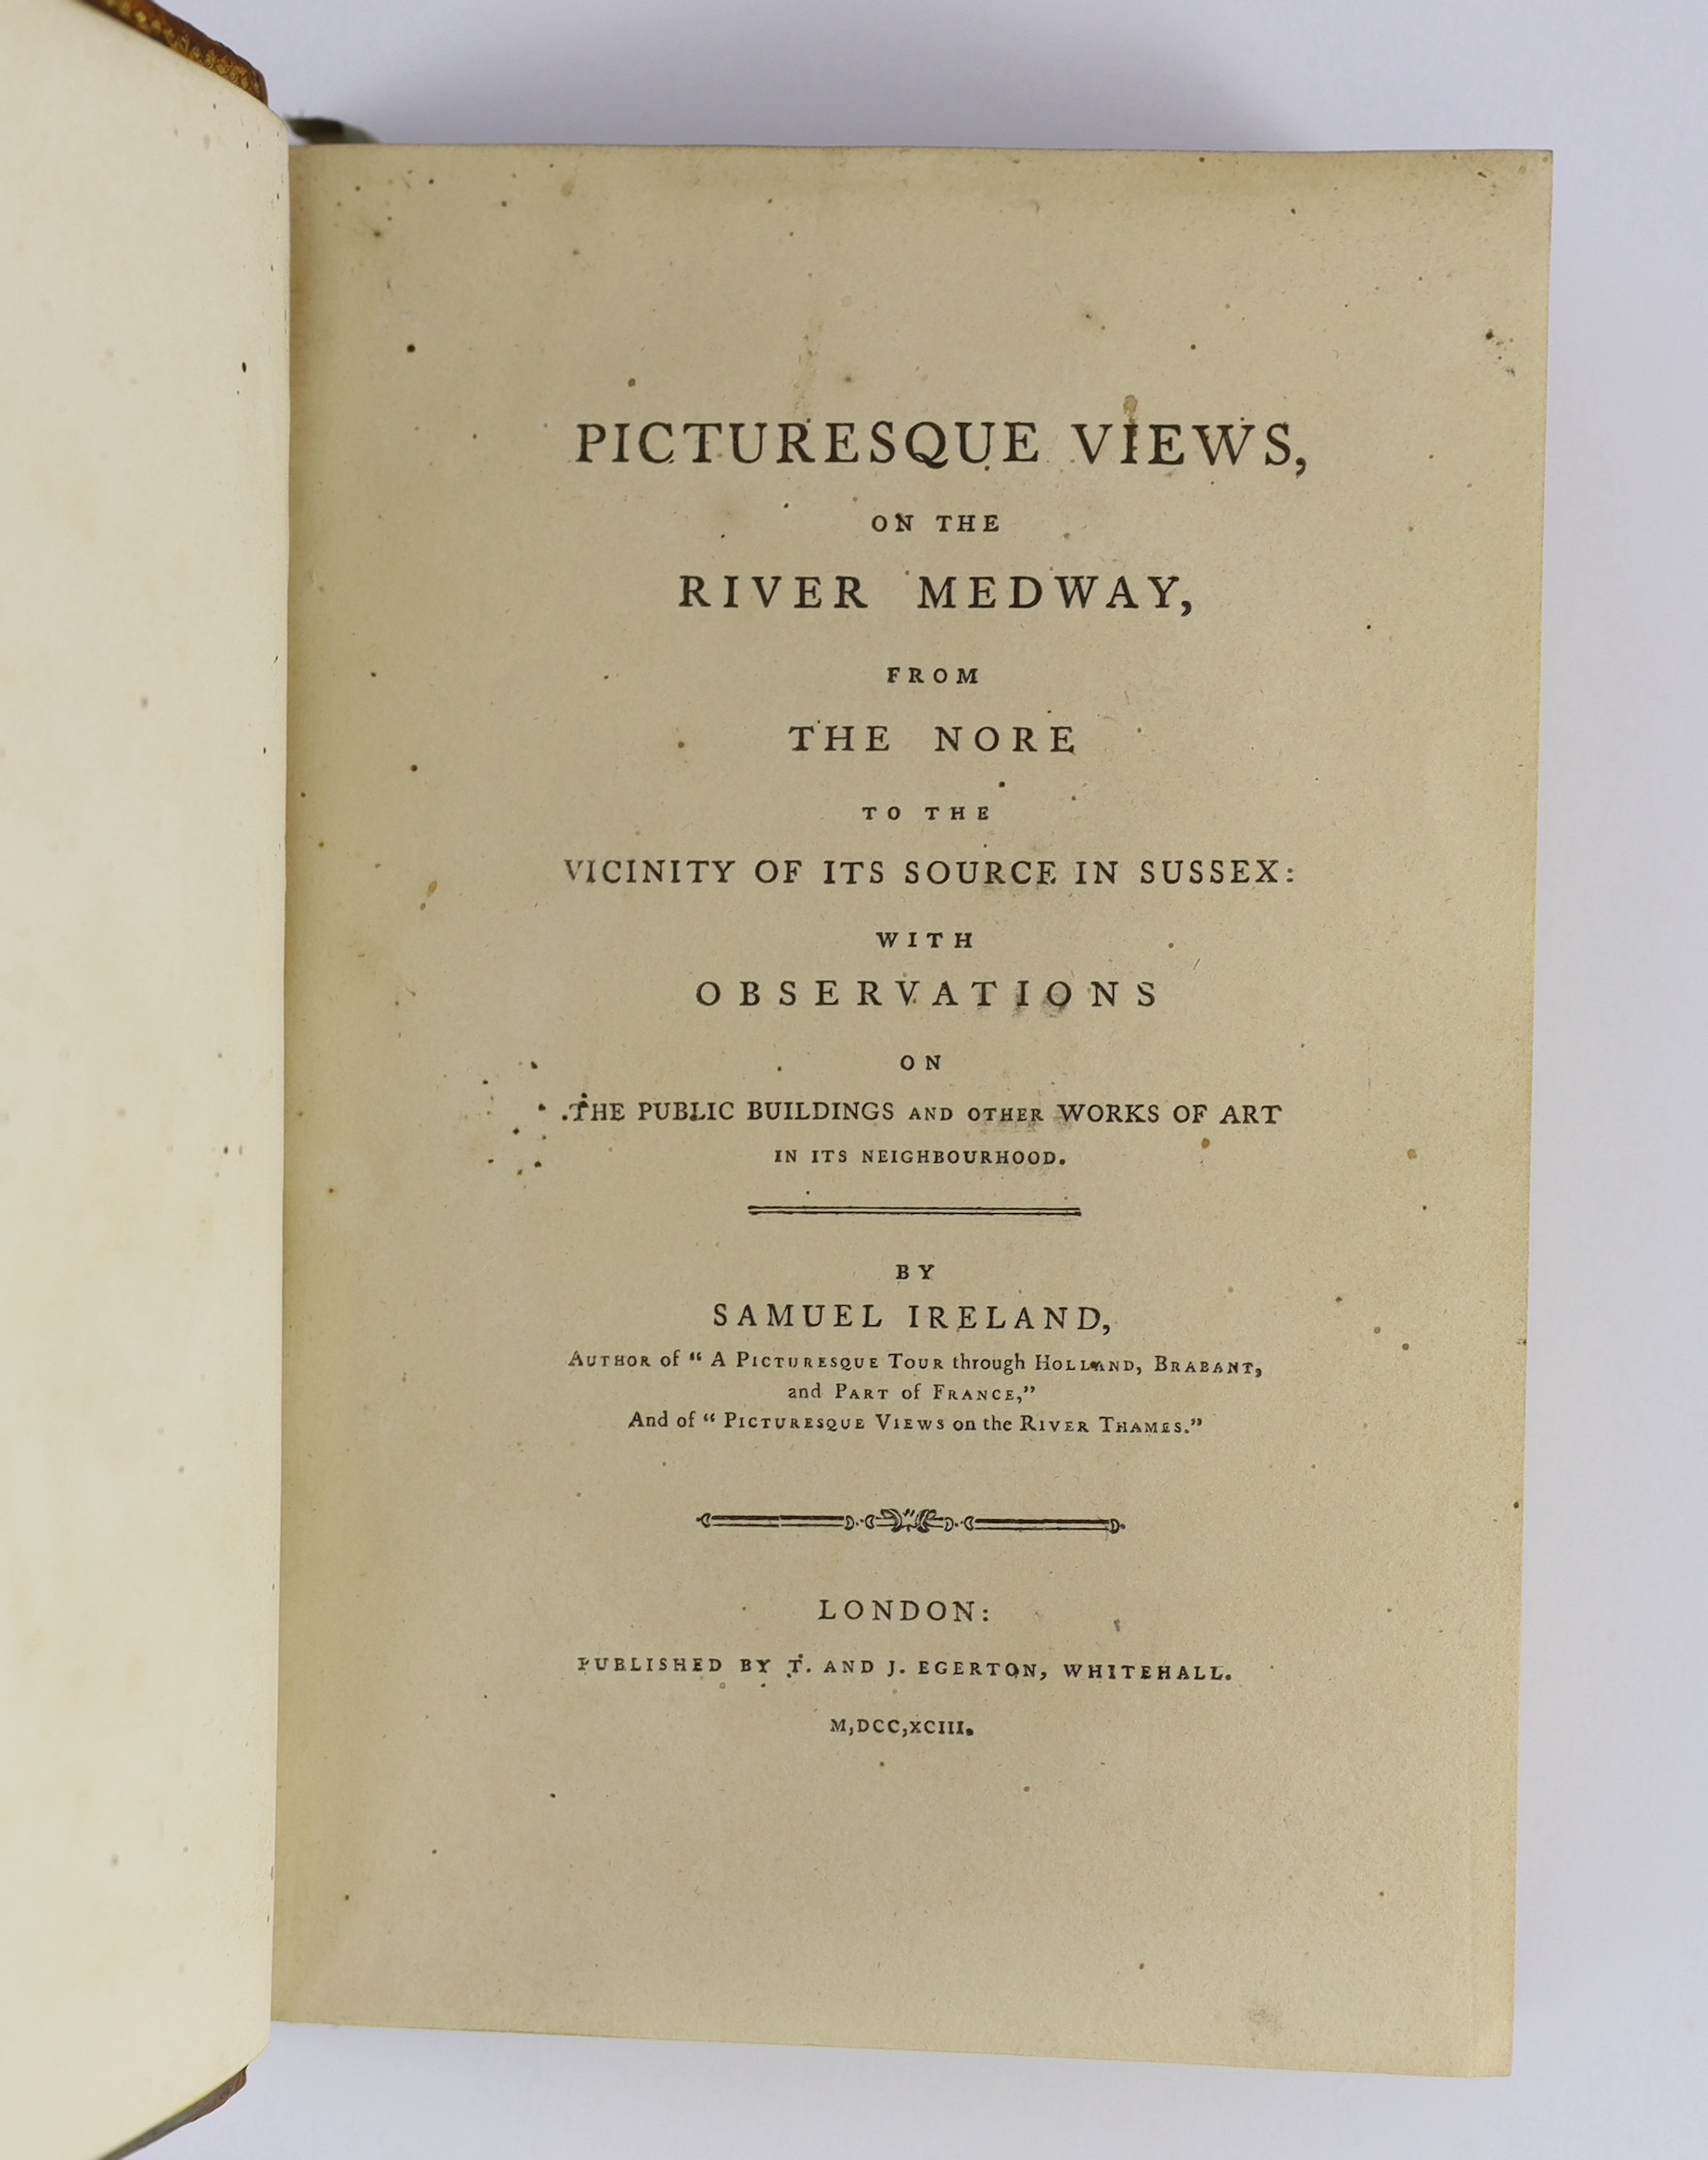 PICTURESQUE VIEWS,
ON THE
RIVER MEDWAY,
FROM
THE NORE
TO THE
VICINITY OF ITS SOURCE IN SUSSEX:
WITH
OBSERVATIONS
ON
THE PUBLIC BUILDINGS AND OTHER WORKS OF ART
IN ITS NEIGHBOURHOOD.
BY
SAMUEL IRELAND,
AUTHOR of “ A PICTURESQUE TOUR through HOLLAND, BRABANT,
and PART of FRANCE,”
And of “ PICTURESQUE VIEWS on the RIVER THAMES.”
LONDON:
PUBLISHED BY T. AND J. EGERTON, WHITEHALL.
M,DCC,XCIII.